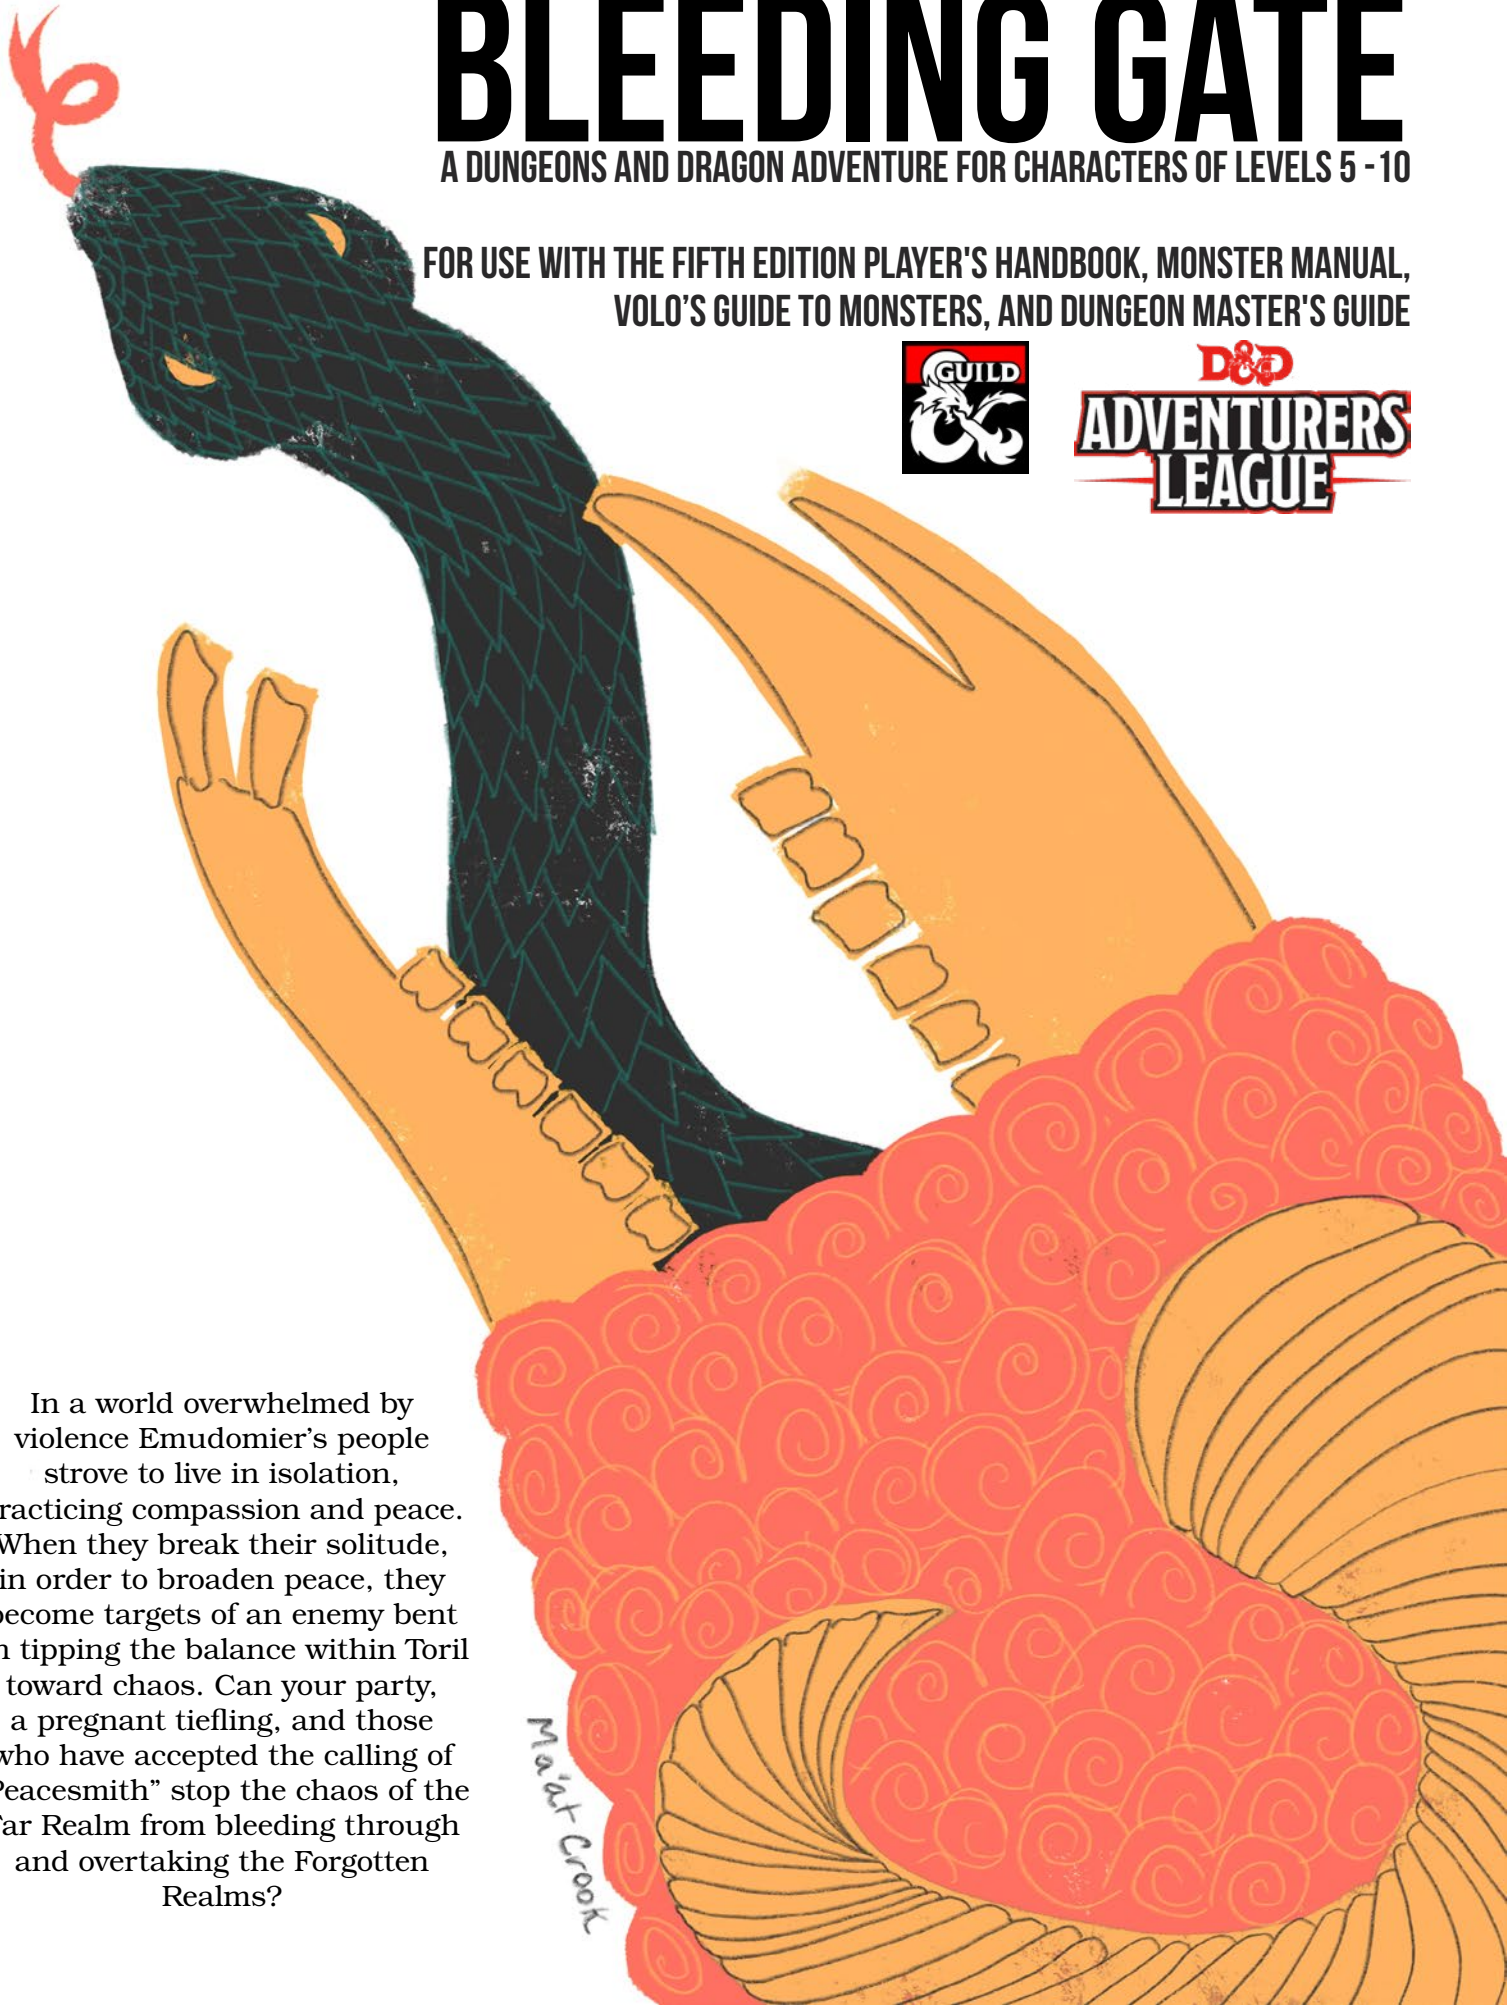 BLEEDING GATE
A DUNGEONS AND DRAGON ADVENTURE FOR CHARACTERS OF LEVELS 5 -10
FOR USE WITH THE FIFTH EDITION PLAYER'S HANDBOOK, MONSTER MANUAL,
VOLO’S GUIDE TO MONSTERS, AND DUNGEON MASTER'S GUIDE
GUILD
D&D
ADVENTURERS
LEAGUE
In a world overwhelmed by
violence Emudomier’s people
strove to live in isolation,
racticing compassion and peace.
When they break their solitude,
in order to broaden peace, they
become targets of an enemy bent
n tipping the balance within Toril
toward chaos. Can your party,
a pregnant tiefling, and those
who have accepted the calling of
Peacesmith” stop the chaos of the
ar Realm from bleeding through
and overtaking the Forgotten
Realms?
Ma'at Crook